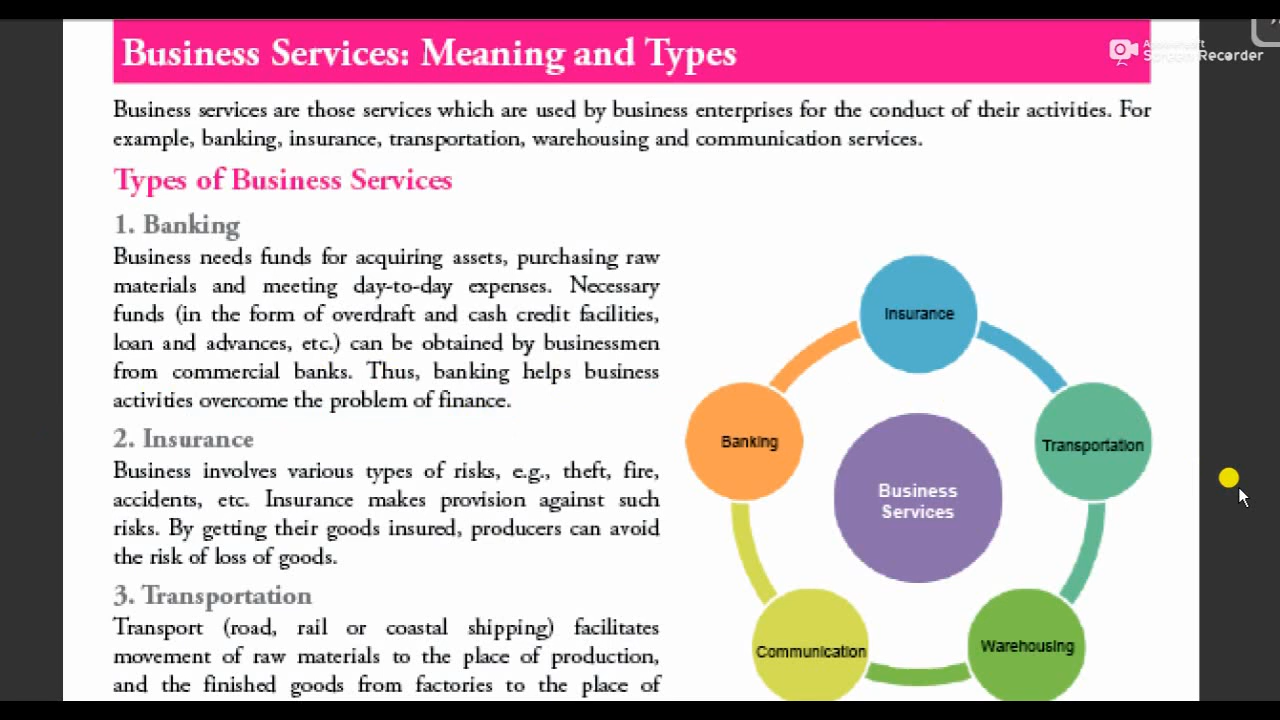 Business Services: Meaning and Types
Screen Recorder
Business services are those services which are used by business enterprises for the conduct of their activities. For
example, banking, insurance, transportation, warehousing and communication services.
Types of Business Services
1. Banking
Business needs funds for acquiring assets, purchasing raw
materials and meeting day-to-day expenses. Necessary
funds (in the form of overdraft and cash credit facilities,
loan and advances, etc.) can be obtained by businessmen
from commercial banks. Thus, banking helps business
activities overcome the problem of finance.
2. Insurance
Business involves various types of risks, e.g., theft, fire,
accidents, etc. Insurance makes provision against such
risks. By getting their goods insured, producers can avoid
the risk of loss of goods.
3. Transportation
Transport (road, rail or coastal shipping) facilitates
movement of raw materials to the place of production,
and the finished goods from factories to the place of
Insurance
Banking
Transportation
Business
Services
Communication
Warehousing